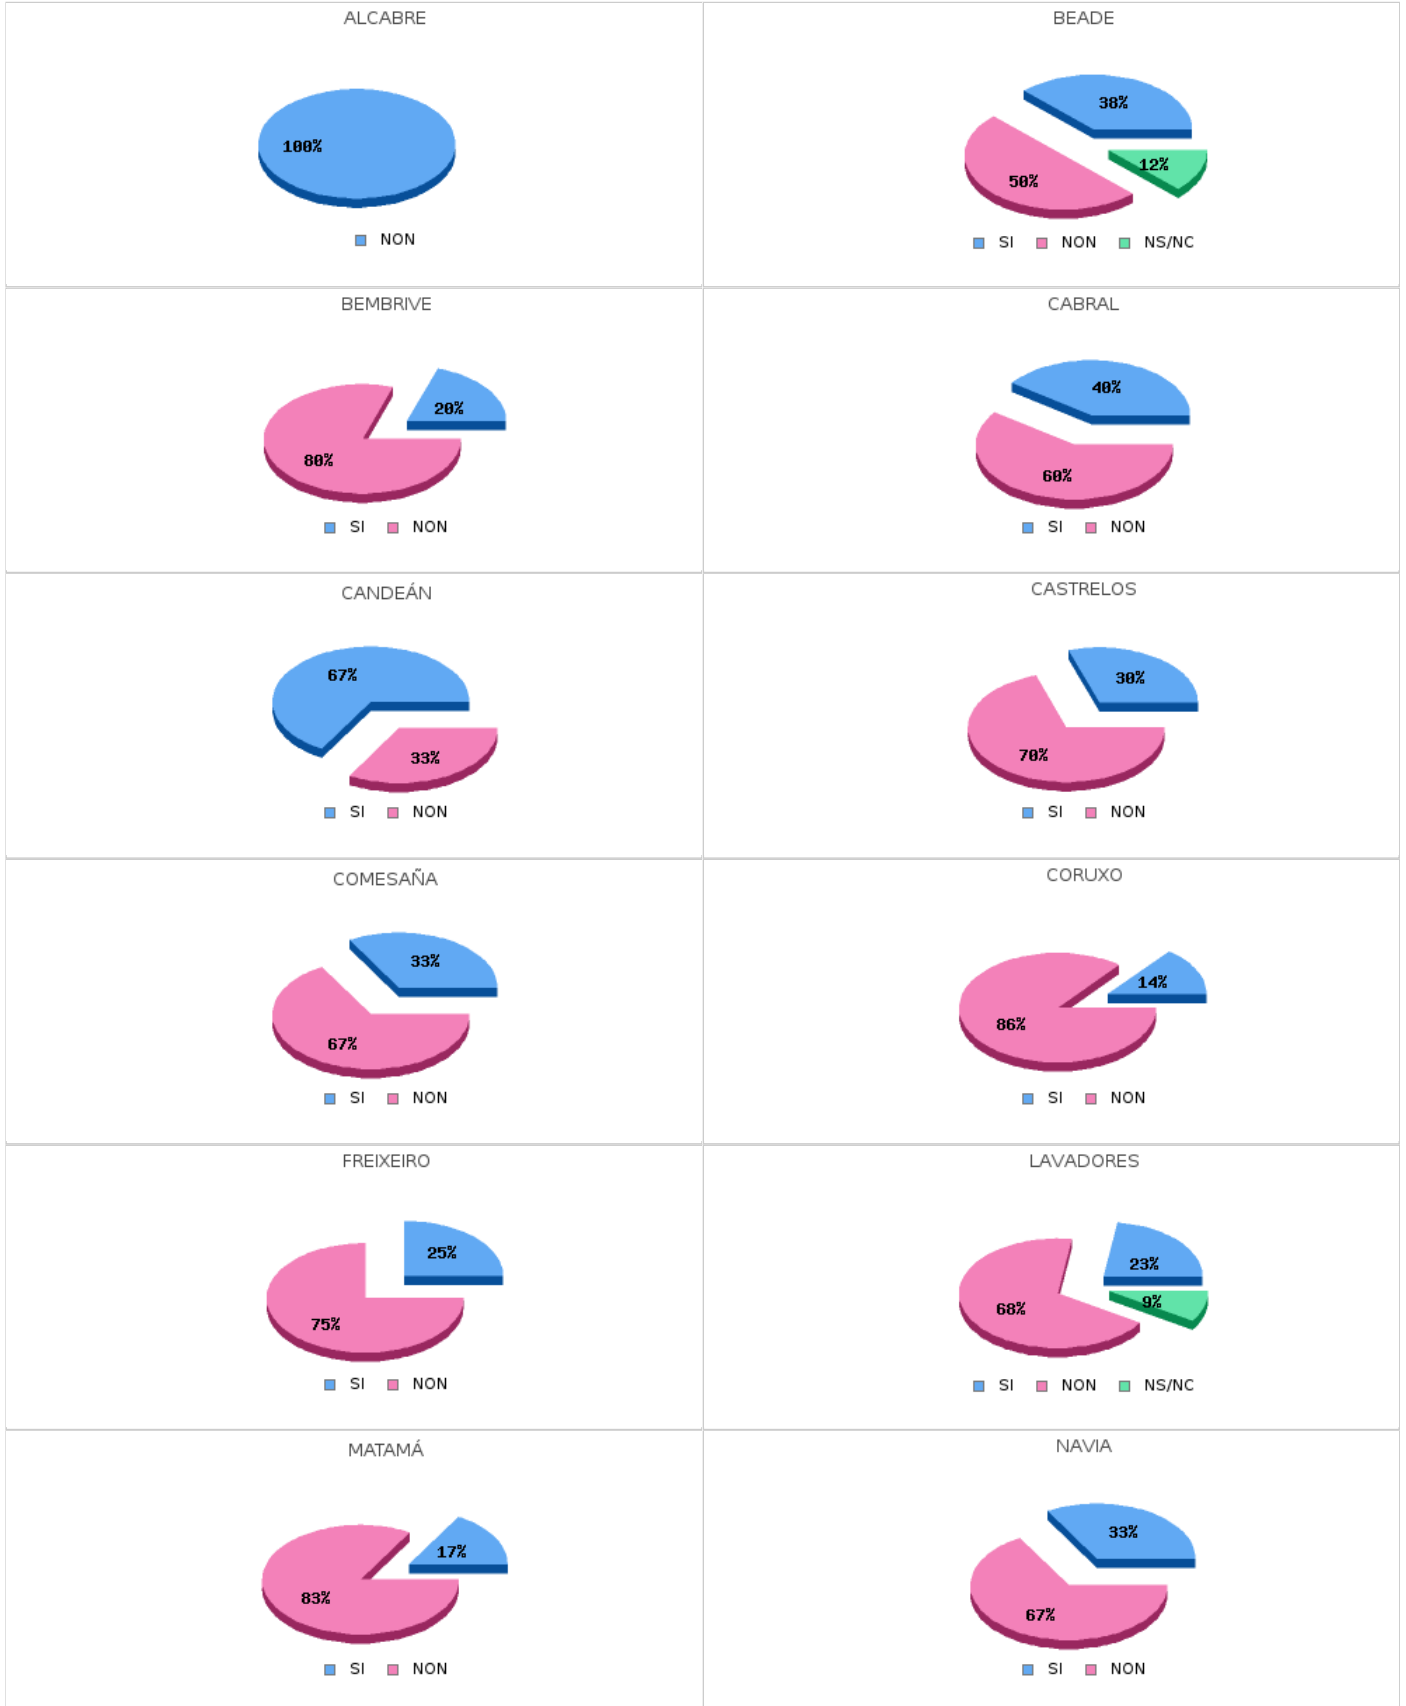 ALCABRE
100%
NON
BEADE
38%
12%
50%
SI NON NS/NC
BEMBRIVE
20%
80%
SI NON
CABRAL
40%
60%
SI NON
CANDEÁN
67%
33%
SI NON
CASTRELOS
30%
70%
SI NON
COMESAÑA
33%
67%
SI NON
CORUXO
14%
86%
SI NON
FREIXEIRO
25%
75%
SI NON
LAVADORES
23%
9%
68%
SI NON NS/NC
MATAMÁ
17%
83%
SI NON
NAVIA
33%
67%
SI NON